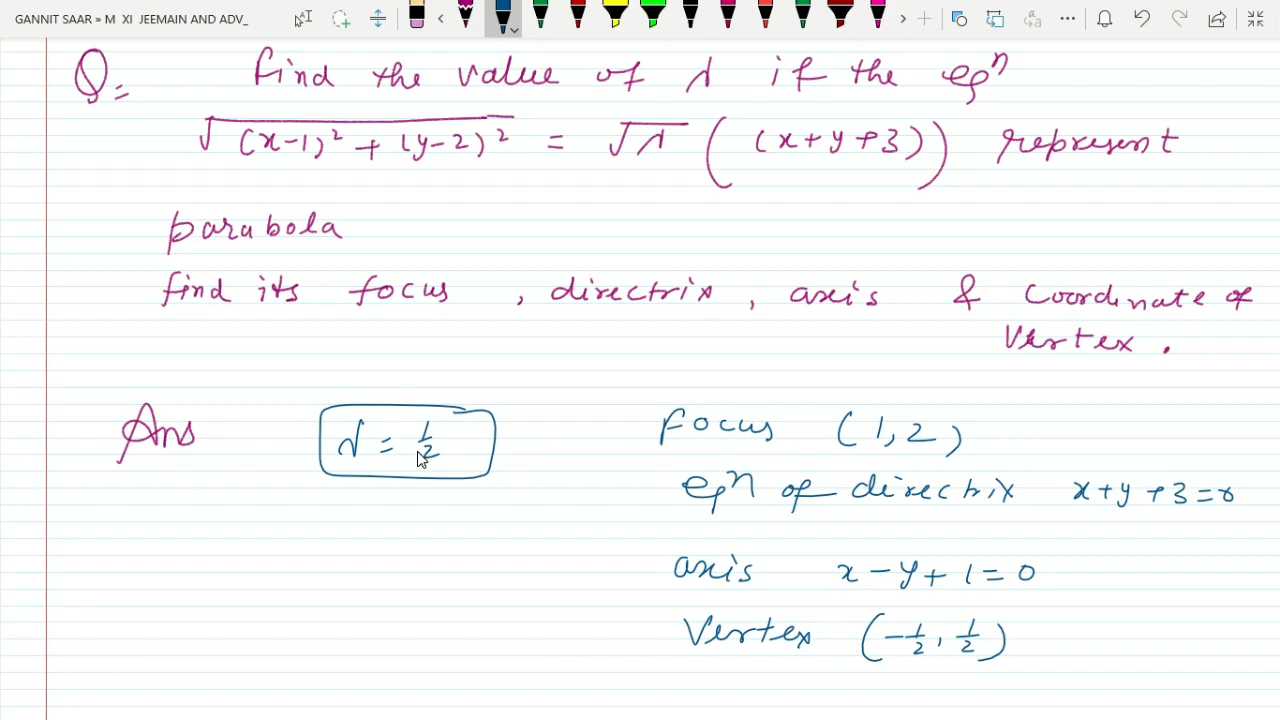 GANNIT SAAR » M XI JEEMAIN AND ADV_
Q= find the value of λ if the eqⁿ
√((x-1)² + (y-2)²) = √λ ((x+y+3)) represent
parabola
find its focus, directrix, axis & coordinate of
Vertex.
Ans λ = 1/2 Focus (1,2)
eqⁿ of directrix x+y+3=0
axis x-y+1=0
Vertex (-1/2, 1/2)